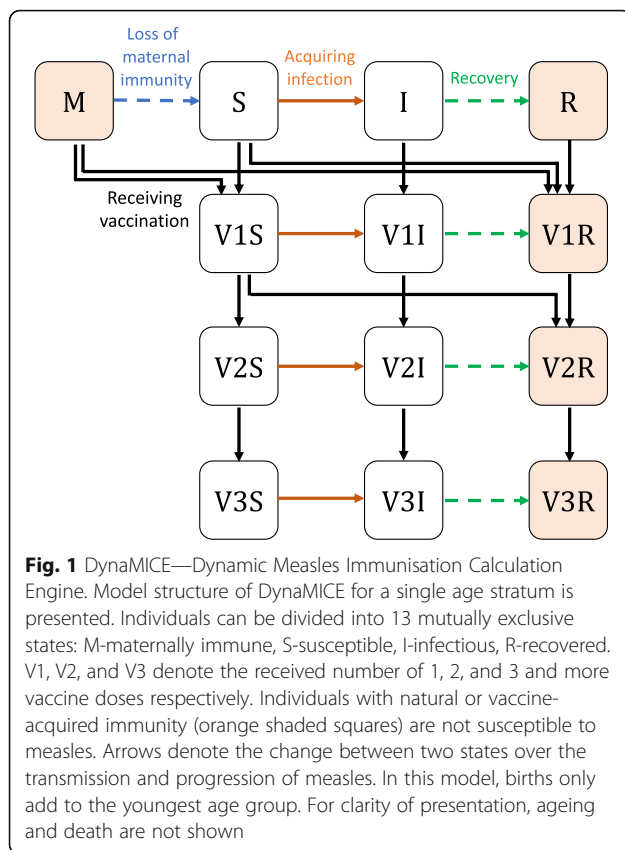 Loss of
maternal
immunity
Acquiring
infection
Recovery
M
S
I
R
Receiving
vaccination
V1S
V1I
V1R
V2S
V2I
V2R
V3S
V3I
V3R
Fig. 1 DynaMICE—Dynamic Measles Immunisation Calculation
Engine. Model structure of DynaMICE for a single age stratum is
presented. Individuals can be divided into 13 mutually exclusive
states: M-maternally immune, S-susceptible, I-infectious, R-recovered.
V1, V2, and V3 denote the received number of 1, 2, and 3 and more
vaccine doses respectively. Individuals with natural or vaccine-
acquired immunity (orange shaded squares) are not susceptible to
measles. Arrows denote the change between two states over the
transmission and progression of measles. In this model, births only
add to the youngest age group. For clarity of presentation, ageing
and death are not shown